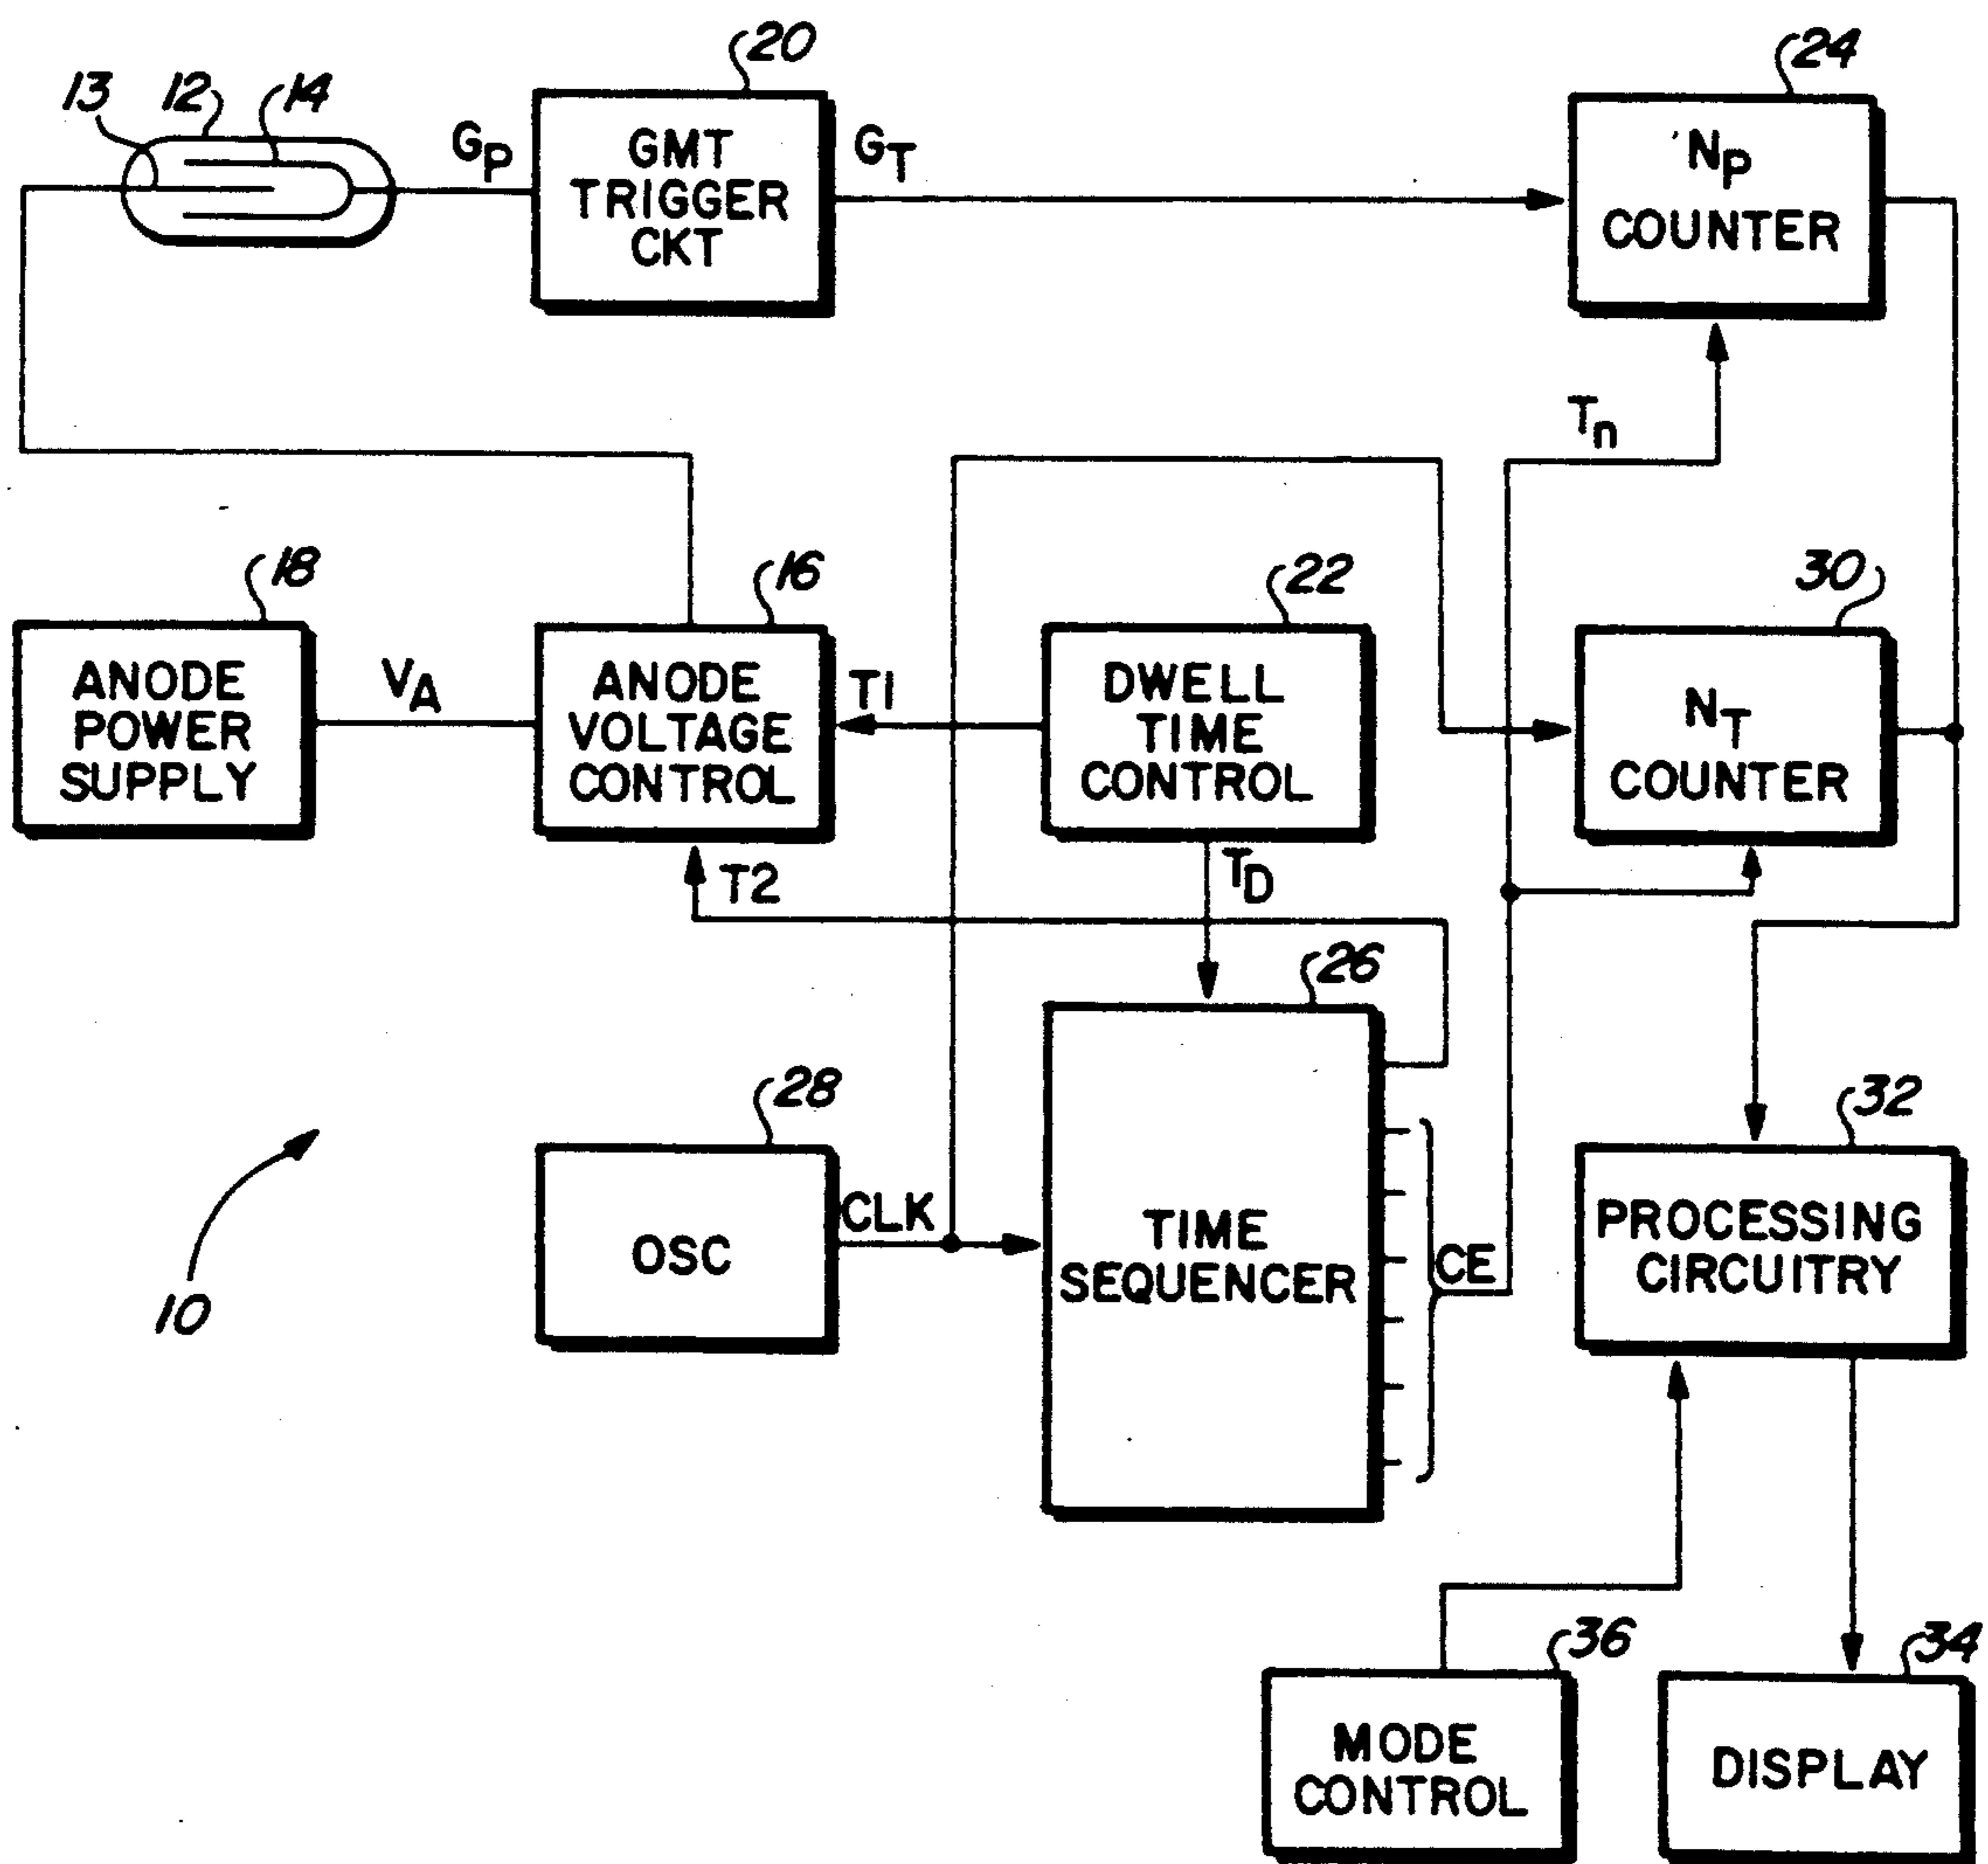 20
24
13
12
14
GP
GMT
TRIGGER
CKT
GT
NP
COUNTER
Tn
18
16
22
30
ANODE
POWER
SUPPLY
VA
ANODE
VOLTAGE
CONTROL
T1
DWELL
TIME
CONTROL
NT
COUNTER
T2
TD
26
28
32
OSC
CLK
TIME
SEQUENCER
CE
PROCESSING
CIRCUITRY
10
36
34
MODE
CONTROL
DISPLAY